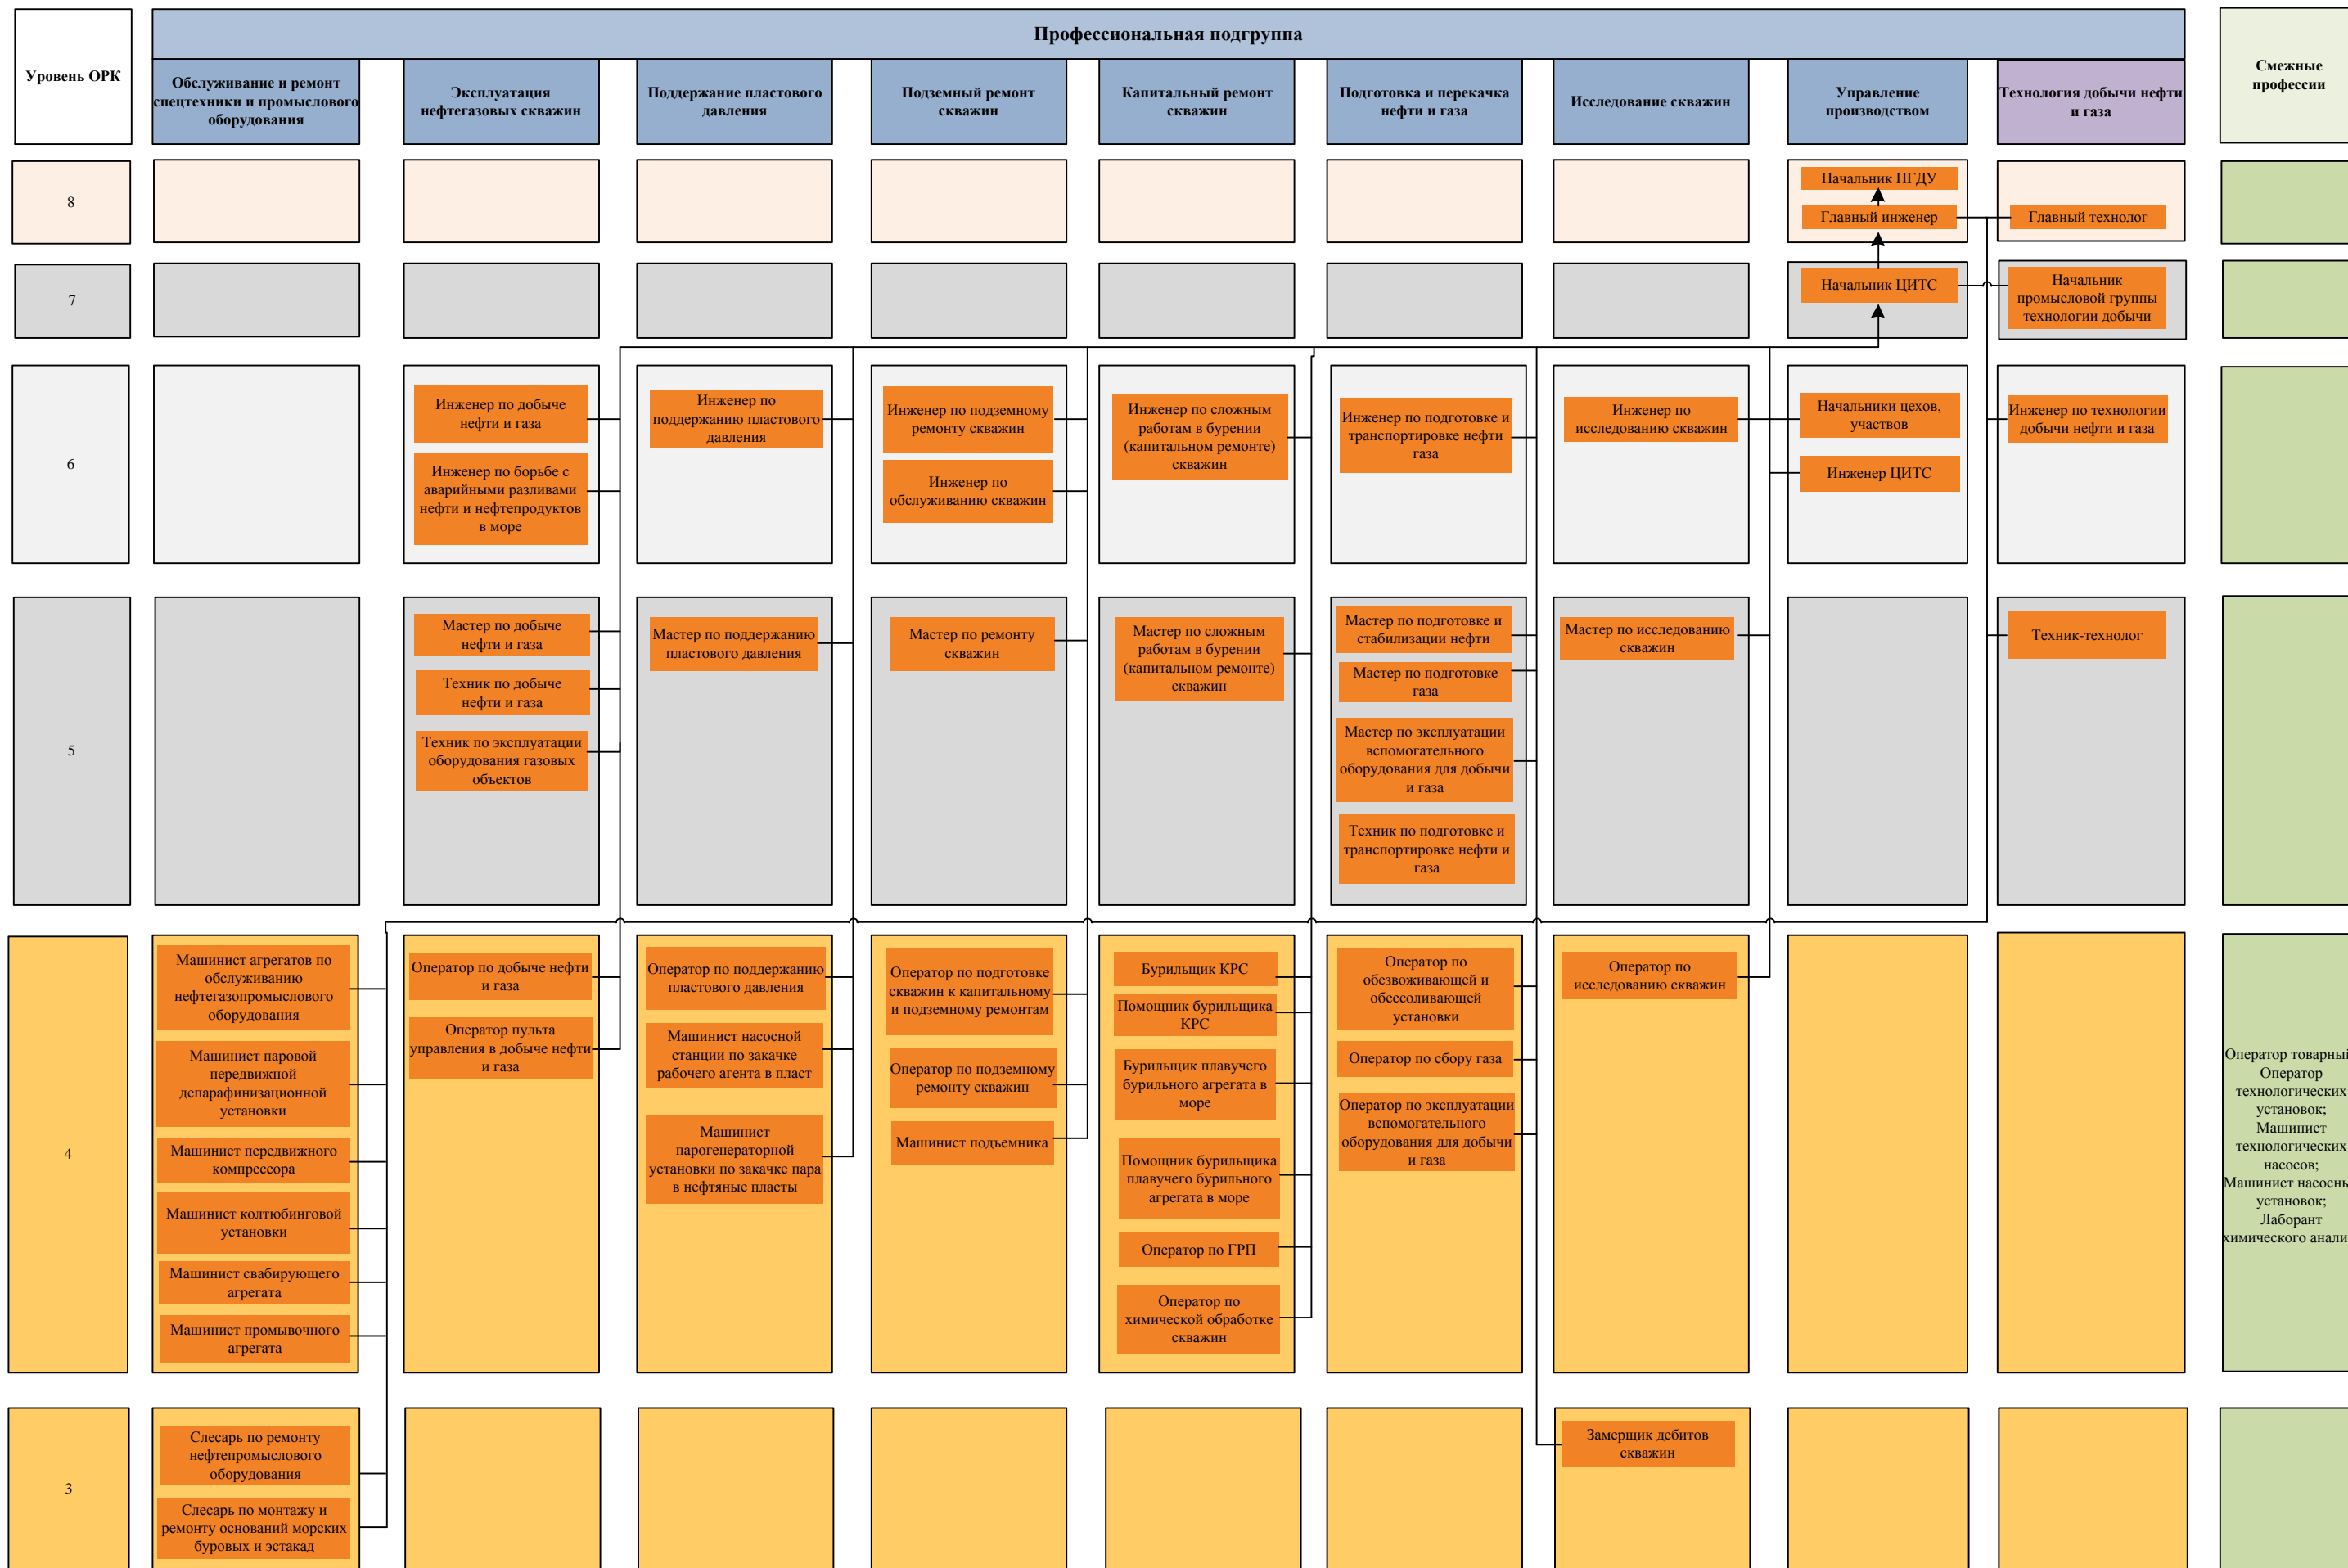 Профессиональная подгруппа
Уровень ОРК
Обслуживание и ремонт
спецтехники и промыслового
оборудования
Эксплуатация
нефтегазовых скважин
Поддержание пластового
давления
Подземный ремонт
скважин
Капитальный ремонт
скважин
Подготовка и перекачка
нефти и газа
Исследование скважин
Управление
производством
Технология добычи нефти
и газа
Смежные
профессии
8
Начальник НГДУ
Главный инженер
Главный технолог
7
Начальник ЦИТС
Начальник
промысловой группы
технологии добычи
6
Инженер по добыче
нефти и газа
Инженер по борьбе с
аварийными разливами
нефти и нефтепродуктов
в море
Инженер по
поддержанию пластового
давления
Инженер по подземному
ремонту скважин
Инженер по
обслуживанию скважин
Инженер по сложным
работам в бурении
(капитальном ремонте)
скважин
Инженер по подготовке и
транспортировке нефти
газа
Инженер по
исследованию скважин
Начальники цехов,
участвов
Инженер ЦИТС
Инженер по технологии
добычи нефти и газа
5
Мастер по добыче
нефти и газа
Техник по добыче
нефти и газа
Техник по эксплуатации
оборудования газовых
объектов
Мастер по поддержанию
пластового давления
Мастер по ремонту
скважин
Мастер по сложным
работам в бурении
(капитальном ремонте)
скважин
Мастер по подготовке и
стабилизации нефти
Мастер по подготовке
газа
Мастер по эксплуатации
вспомогательного
оборудования для добычи
и газа
Техник по подготовке и
транспортировке нефти и
газа
Мастер по исследованию
скважин
Техник-технолог
4
Машинист агрегатов по
обслуживанию
нефтегазопромыслового
оборудования
Машинист паровой
передвижной
депарафинизационной
установки
Машинист передвижного
компрессора
Машинист колтюбинговой
установки
Машинист свабирующего
агрегата
Машинист промывочного
агрегата
Оператор по добыче нефти
и газа
Оператор пульта
управления в добыче нефти
и газа
Оператор по поддержанию
пластового давления
Машинист насосной
станции по закачке
рабочего агента в пласт
Машинист
парогенераторной
установки по закачке пара
в нефтяные пласты
Оператор по подготовке
скважин к капитальному
и подземному ремонтам
Оператор по подземному
ремонту скважин
Машинист подъемника
Бурильщик КРС
Помощник бурильщика
КРС
Бурильщик плавучего
бурильного агрегата в
море
Помощник бурильщика
плавучего бурильного
агрегата в море
Оператор по ГРП
Оператор по
химической обработке
скважин
Оператор по
обезвоживающей и
обессоливающей
установки
Оператор по сбору газа
Оператор по эксплуатации
вспомогательного
оборудования для добычи
и газа
Оператор по
исследованию скважин
Оператор товарный
Оператор
технологических
установок;
Машинист
технологических
насосов;
Машинист насосны
установок;
Лаборант
химического анали
3
Слесарь по ремонту
нефтепромыслового
оборудования
Слесарь по монтажу и
ремонту оснований морских
буровых и эстакад
Замерщик дебитов
скважин